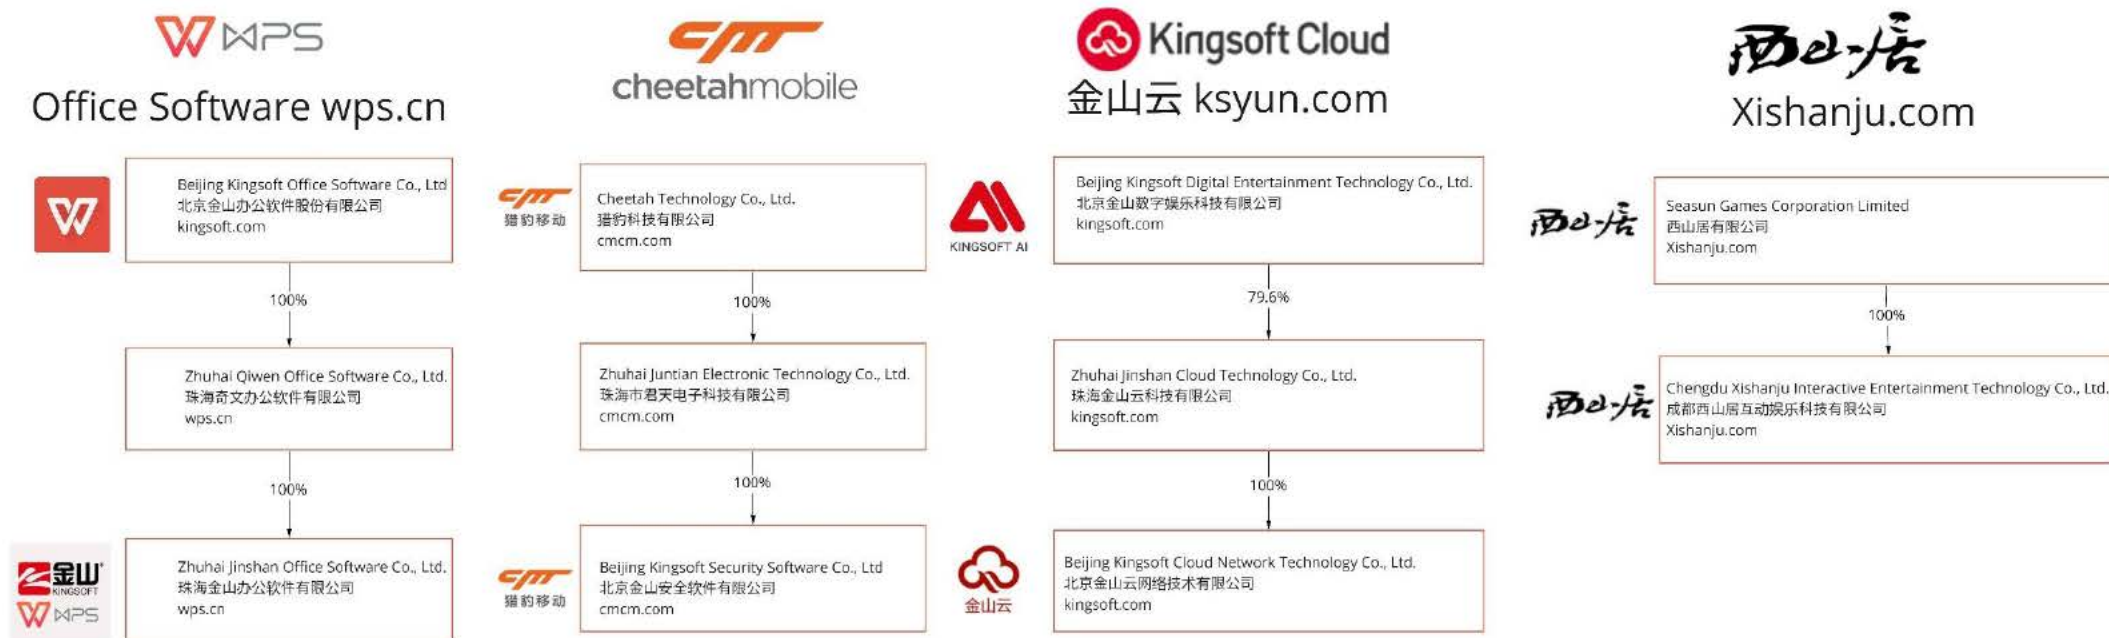 WPS
Office Software wps.cn
W
Beijing Kingsoft Office Software Co., Ltd
北京金山办公软件股份有限公司
kingsoft.com
100%
Zhuhai Qiwen Office Software Co., Ltd.
珠海奇文办公软件有限公司
wps.cn
100%
金山
KINGSOFT
WPS
Zhuhai Jinshan Office Software Co., Ltd.
珠海金山办公软件有限公司
wps.cn
cm
cheetahmobile
cm
猎豹移动
Cheetah Technology Co., Ltd.
猎豹科技有限公司
cmcm.com
100%
Zhuhai Juntian Electronic Technology Co., Ltd.
珠海市君天电子科技有限公司
cmcm.com
100%
cm
猎豹移动
Beijing Kingsoft Security Software Co., Ltd
北京金山安全软件有限公司
cmcm.com
Kingsoft Cloud
金山云 ksyun.com
KINGSOFT AI
Beijing Kingsoft Digital Entertainment Technology Co., Ltd.
北京金山数字娱乐科技有限公司
kingsoft.com
79.6%
Zhuhai Jinshan Cloud Technology Co., Ltd.
珠海金山云科技有限公司
kingsoft.com
100%
金山云
Beijing Kingsoft Cloud Network Technology Co., Ltd.
北京金山云网络技术有限公司
kingsoft.com
西山居
Xishanju.com
西山居
Seasun Games Corporation Limited
西山居有限公司
Xishanju.com
100%
西山居
Chengdu Xishanju Interactive Entertainment Technology Co., Ltd.
成都西山居互动娱乐科技有限公司
Xishanju.com